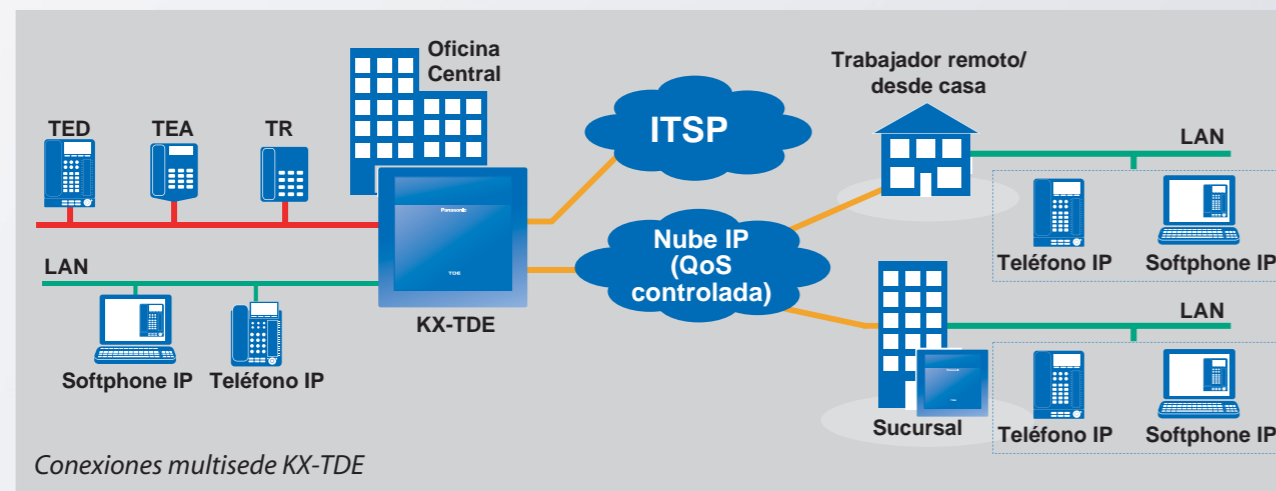 Oficina
Central
TED
TEA
TR
ITSP
Trabajador remoto/
desde casa
LAN
Panasonic
TDE
KX-TDE
LAN
Softphone IP
Teléfono IP
Nube IP
(QoS
controlada)
Teléfono IP
Softphone IP
LAN
Sucursal
Teléfono IP
Softphone IP
Conexiones multisede KX-TDE